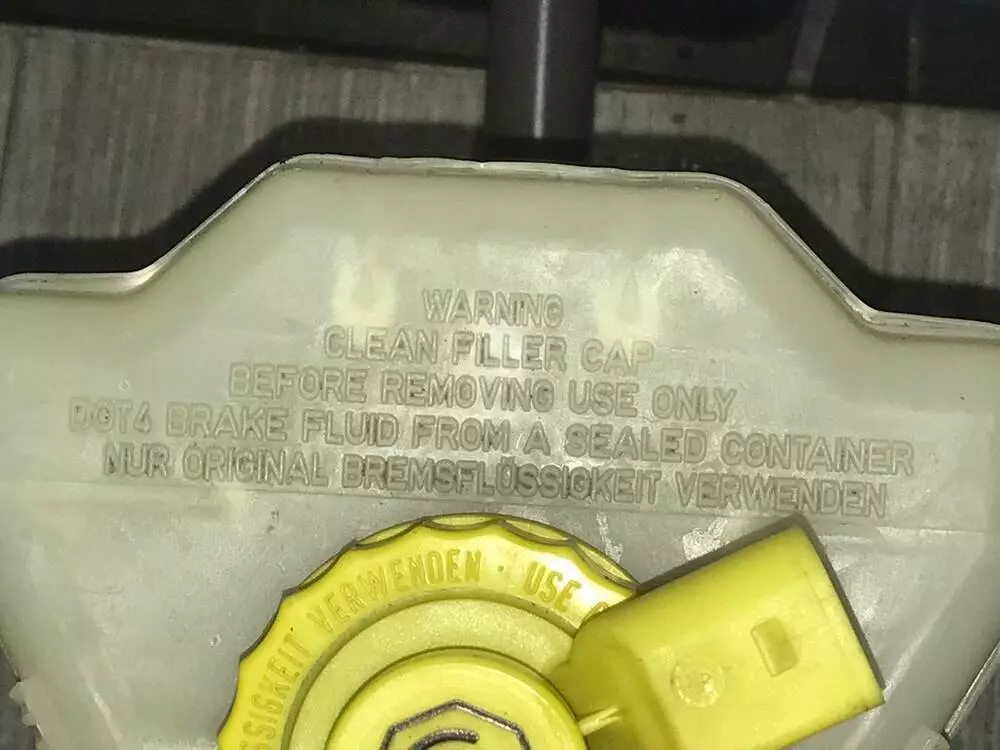 WARNING
CLEAN FILLER CAP
BEFORE REMOVING USE ONLY
DOT4 BRAKE FLUID FROM A SEALED CONTAINER
NUR ORIGINAL BREMSFLÜSSIGKEIT VERWENDEN
SSIGKEIT VERWENDEN · USE